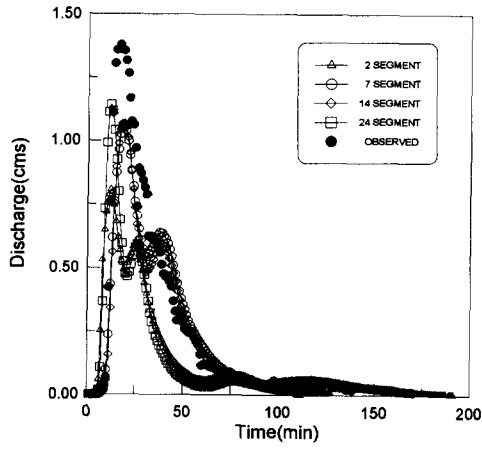 1.50
1.00
0.50
0.00
Discharge(cms)
2 SEGMENT
7 SEGMENT
14 SEGMENT
24 SEGMENT
OBSERVED
0 50 100 150 200
Time(min)